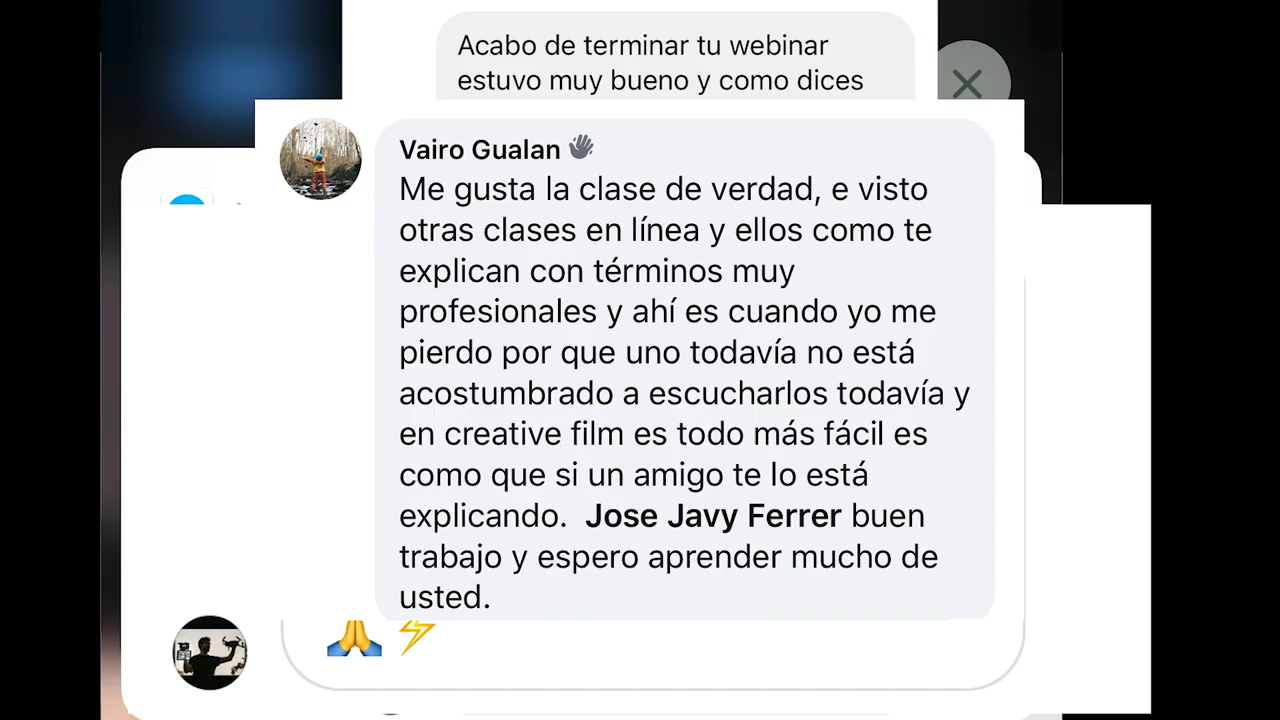 Acabo de terminar tu webinar
estuvo muy bueno y como dices
Vairo Gualan 👋
Me gusta la clase de verdad, e visto
otras clases en línea y ellos como te
explican con términos muy
profesionales y ahí es cuando yo me
pierdo por que uno todavía no está
acostumbrado a escucharlos todavía y
en creative film es todo más fácil es
como que si un amigo te lo está
explicando. Jose Javy Ferrer buen
trabajo y espero aprender mucho de
usted.
🙏⚡